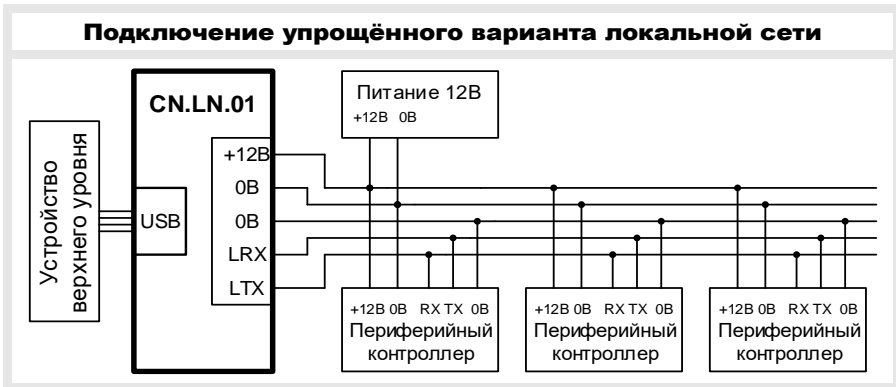 Подключение упрощённого варианта локальной сети
Устройство
верхнего уровня
CN.LN.01
USB
+12В
0В
0В
LRX
LTX
Питание 12В
+12В 0В
+12В 0В RX TX 0В
Периферийный
контроллер
+12В 0В RX TX 0В
Периферийный
контроллер
+12В 0В RX TX 0В
Периферийный
контроллер